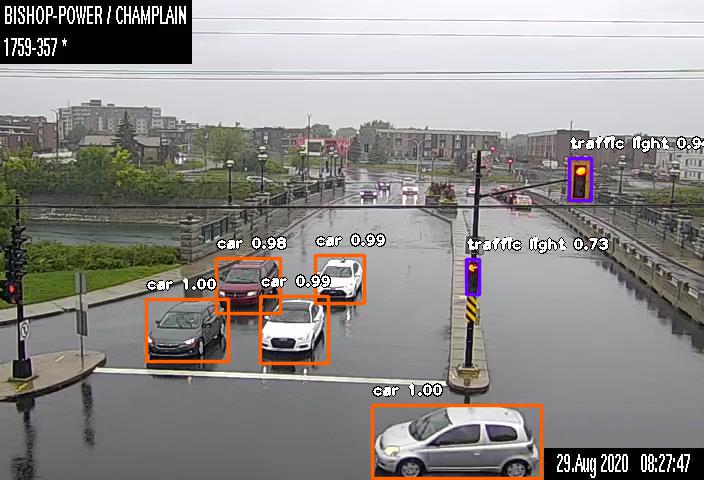 BISHOP-POWER / CHAMPLAIN
1759-357 *
traffic light 0.94
traffic light 0.73
car 0.98
car 0.99
car 1.00
car 0.99
car 1.00
29.Aug 2020 08:27:47